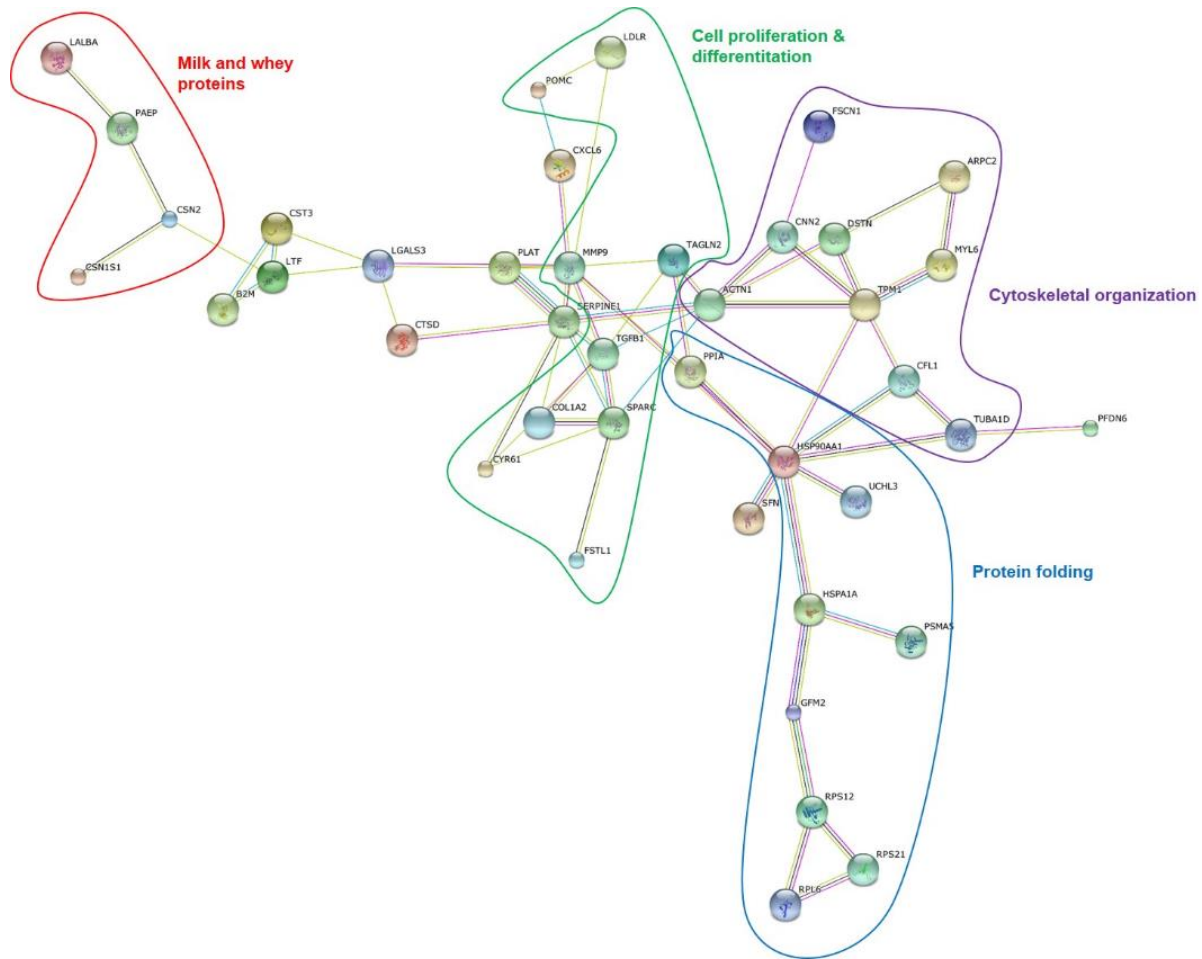 LALBA
Milk and whey
proteins
PAEP
CSN2
CSN1S1
CST3
LTF
B2M
LGALS3
CTSD
Cell proliferation &
differentitation
LDLR
POMC
CXCL6
PLAT
MMP9
TAGLN2
SERPINE1
TGFB1
COL1A2
SPARC
CYR61
FSTL1
FSCN1
ARPC2
CNN2
DSTN
MYL6
ACTN1
TPM1
Cytoskeletal organization
PPIA
CFL1
TUBA1D
PFDN6
HSP90AA1
UCHL3
SFN
Protein folding
HSPA1A
PSMA5
GFM2
RPS12
RPS21
RPL6